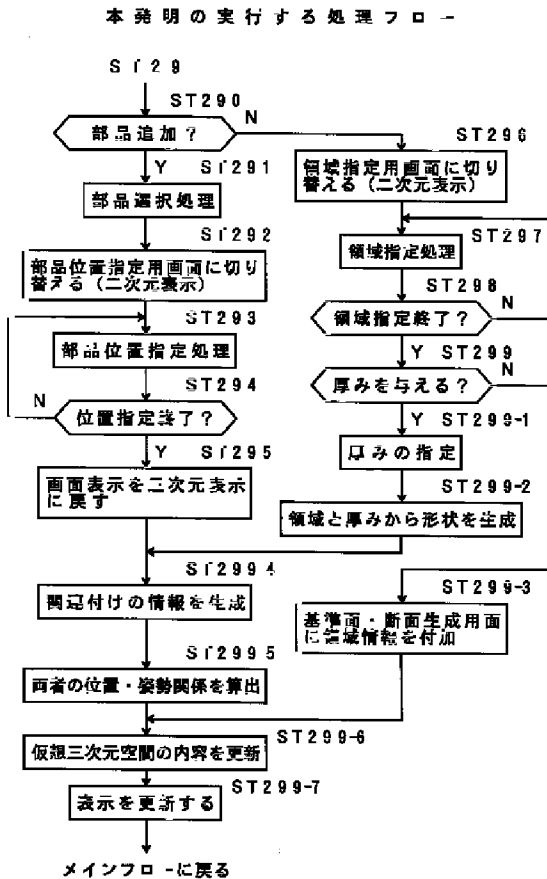 本発明の実行する処理フロー
ST29
ST290
部品追加？
N
Y
ST291
部品選択処理
ST292
部品位置指定用画面に切り
替える（二次元表示）
ST293
部品位置指定処理
ST294
位置指定終了？
N
Y
ST295
画面表示を三次元表示
に戻す
ST296
領域指定用画面に切り
替える（二次元表示）
ST297
領域指定処理
ST298
領域指定終了？
N
Y
ST299
厚みを与える？
N
Y
ST299-1
厚みの指定
ST299-2
領域と厚みから形状を生成
ST299-3
基準面・断面生成用面
に領域情報を付加
ST299 4
関連付けの情報を生成
ST299 5
両者の位置・姿勢関係を算出
ST299-6
仮想三次元空間の内容を更新
ST299-7
表示を更新する
メインフローに戻る